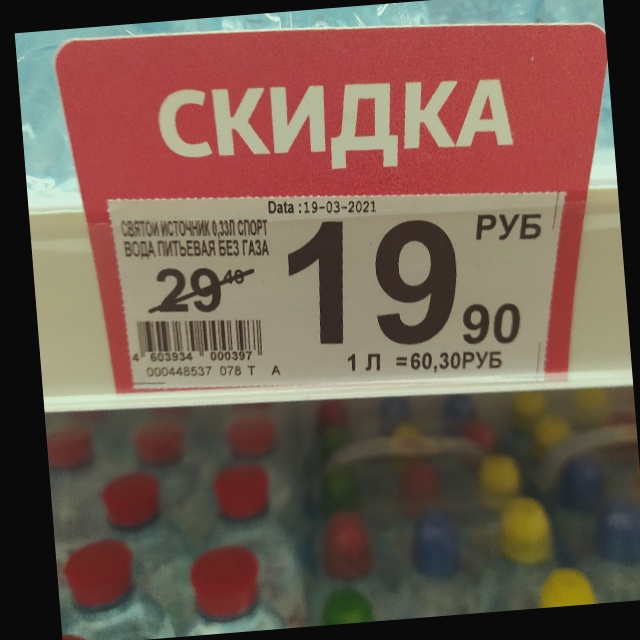 СКИДКА
Data :19-03-2021
СВЯТОЙ ИСТОЧНИК 0,33Л СПОРТ
ВОДА ПИТЬЕВАЯ БЕЗ ГАЗА
29 49
19 90 РУБ
1 Л =60,30РУБ
4 603934 000397
000448537 078 Т А